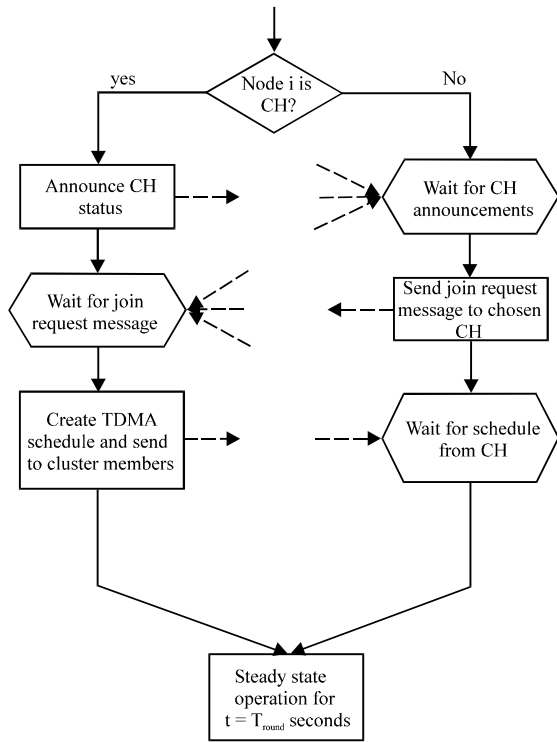 Node i is
CH?
yes
No
Announce CH
status
Wait for CH
announcements
Wait for join
request message
Send join request
message to chosen
CH
Create TDMA
schedule and send
to cluster members
Wait for schedule
from CH
Steady state
operation for
t = Tround seconds